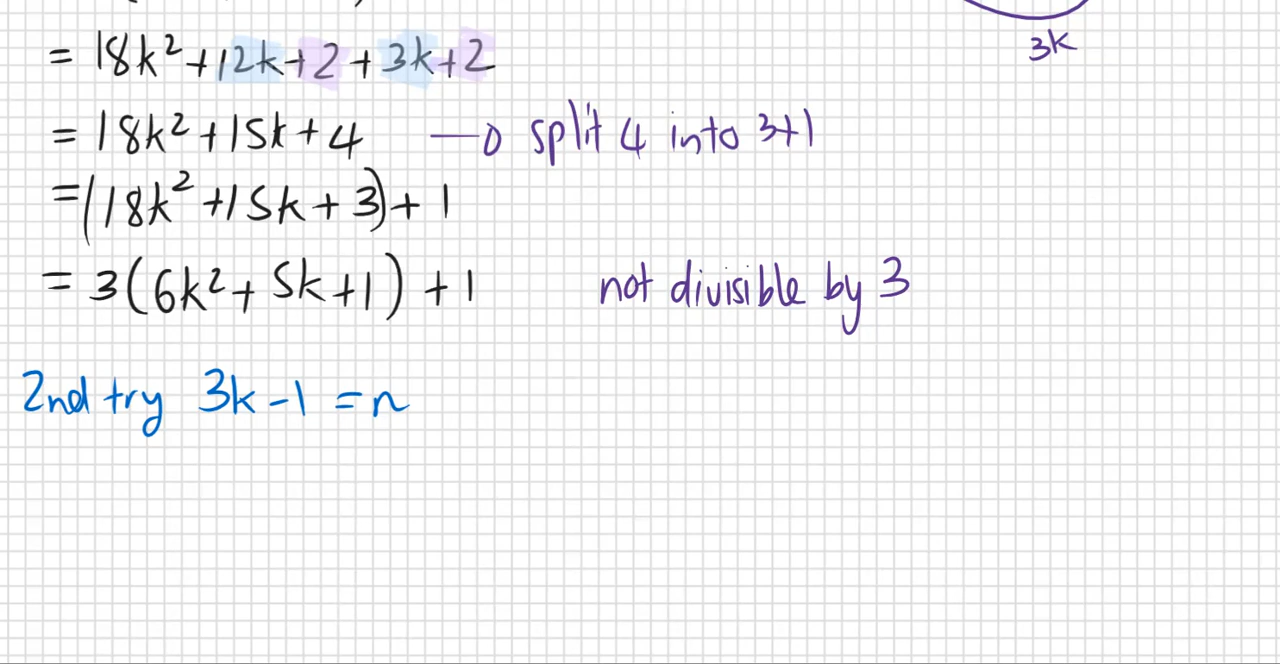 3k
= 18k²+12k+2+3k+2
= 18k²+15k+4 —o split 4 into 3+1
=(18k²+15k+3)+1
= 3(6k²+5k+1)+1 not divisible by 3
2nd try 3k-1=n